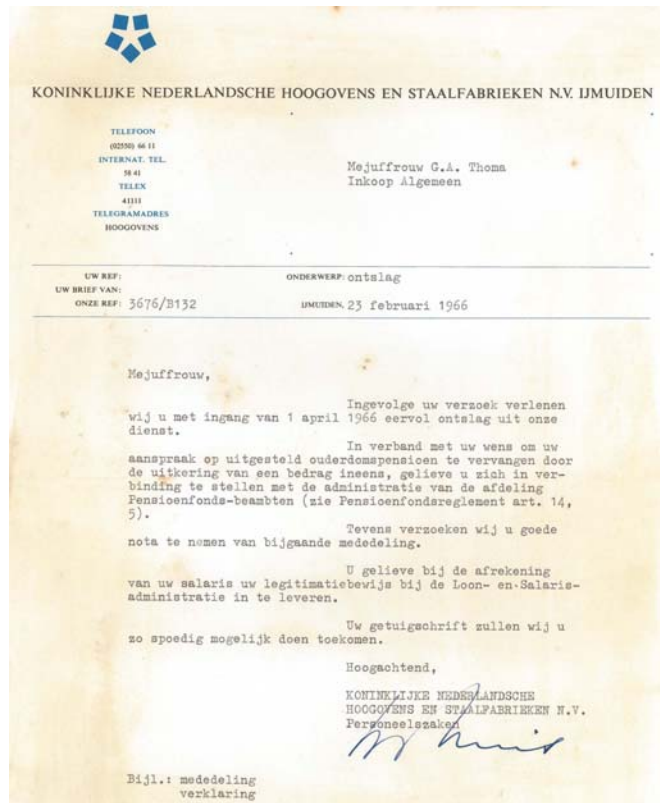 KONINKLIJKE NEDERLANDSCHE HOOGOVENS EN STAALFABRIEKEN N.V. IJMUIDEN
TELEFOON
(02550) 66 11
INTERNAT. TEL.
58 41
TELEX
41111
TELEGRAMADRES
HOOGOVENS
Mejuffrouw G.A. Thoma
Inkoop Algemeen
UW REF:
UW BRIEF VAN:
ONZE REF: 3676/B132
ONDERWERP: ontslag
IJMUIDEN, 23 februari 1966
Mejuffrouw,
Ingevolge uw verzoek verlenen
wij u met ingang van 1 april 1966 eervol ontslag uit onze
dienst.
In verband met uw wens om uw
aanspraak op uitgesteld ouderdomspensioen te vervangen door
de uitkering van een bedrag ineens, gelieve u zich in ver-
binding te stellen met de administratie van de afdeling
Pensioenfonds-beambten (zie Pensioenfondsreglement art. 14,
5).
Tevens verzoeken wij u goede
nota te nemen van bijgaande mededeling.
U gelieve bij de afrekening
van uw salaris uw legitimatiebewijs bij de Loon- en-Salaris-
administratie in te leveren.
Uw getuigschrift zullen wij u
zo spoedig mogelijk doen toekomen.
Hoogachtend,
KONINKLIJKE NEDERLANDSCHE
HOOGOVENS EN STAALFABRIEKEN N.V.
Personeelszaken
Bijl.: mededeling
verklaring